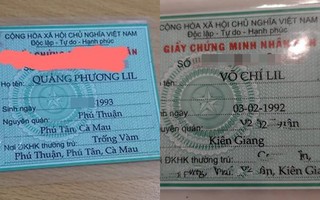 CỘNG HÒA XÃ HỘI CHỦ NGHĨA VIỆT NAM
Độc lập - Tự do - Hạnh phúc
Họ tên: QUẢNG PHƯƠNG LIL
Sinh ngày 1993
Nguyên quán: Phú Thuận
Phú Tân, Cà Mau
Nơi ĐKHK thường trú: Trống Vàm
Phú Thuận, Phú Tân, Cà Mau
CỘNG HÒA XÃ HỘI CHỦ NGHĨA VIỆT NAM
Độc lập - Tự do - Hạnh phúc
GIẤY CHỨNG MINH NHÂN
SỐ
VÕ CHÍ LIL
03-02-1992
Nguyên quán:
Kiên Giang
ĐKHK thường trú:
Kiên Giang